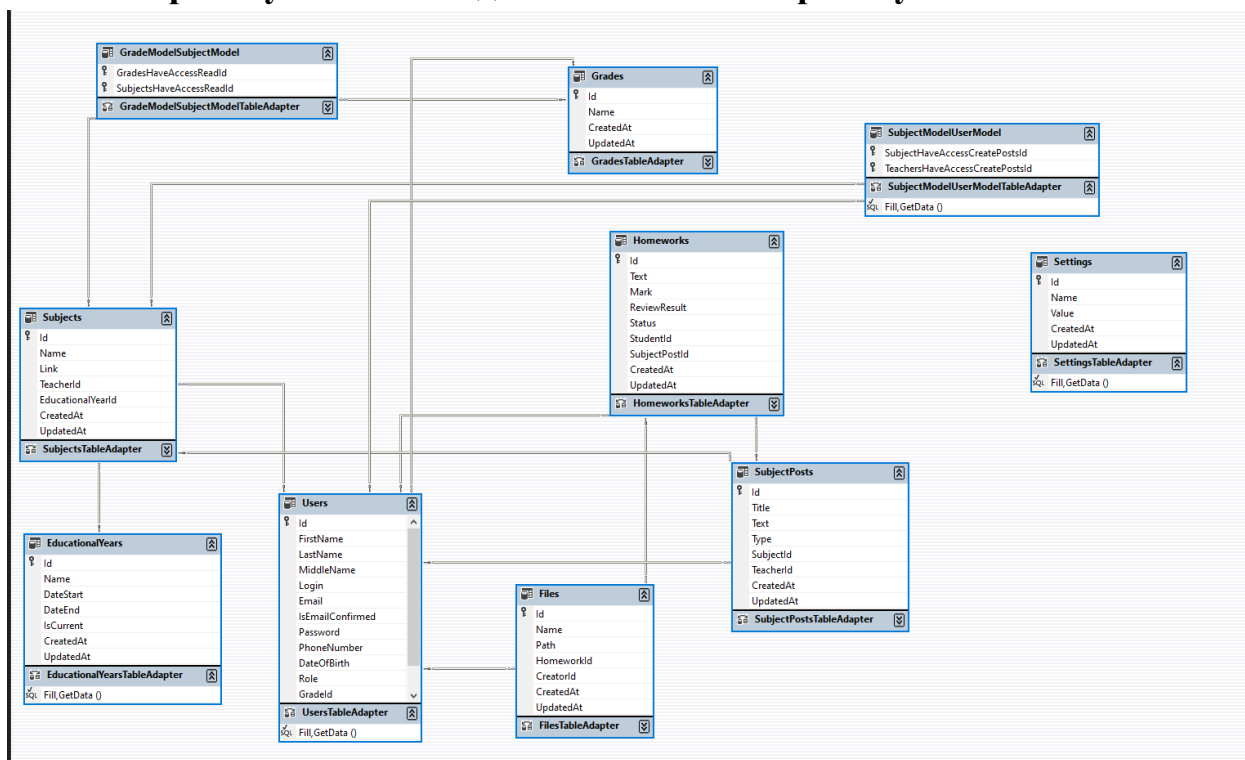 GradeModelSubjectModel
GradesHaveAccessReadId
SubjectsHaveAccessReadId
GradeModelSubjectModelTableAdapter
Grades
Id
Name
CreatedAt
UpdatedAt
GradesTableAdapter
SubjectModelUserModel
SubjectHaveAccessCreatePostsId
TeachersHaveAccessCreatePostsId
SubjectModelUserModelTableAdapter
Fill,GetData ()
Homeworks
Id
Text
Mark
ReviewResult
Status
StudentId
SubjectPostId
CreatedAt
UpdatedAt
HomeworksTableAdapter
Settings
Id
Name
Value
CreatedAt
UpdatedAt
SettingsTableAdapter
Fill,GetData ()
Subjects
Id
Name
Link
TeacherId
EducationalYearId
CreatedAt
UpdatedAt
SubjectsTableAdapter
SubjectPosts
Id
Title
Text
Type
SubjectId
TeacherId
CreatedAt
UpdatedAt
SubjectPostsTableAdapter
Users
Id
FirstName
LastName
MiddleName
Login
Email
IsEmailConfirmed
Password
PhoneNumber
DateOfBirth
Role
GradeId
UsersTableAdapter
Fill,GetData ()
EducationalYears
Id
Name
DateStart
DateEnd
IsCurrent
CreatedAt
UpdatedAt
EducationalYearsTableAdapter
Fill,GetData ()
Files
Id
Name
Path
HomeworkId
CreatorId
CreatedAt
UpdatedAt
FilesTableAdapter